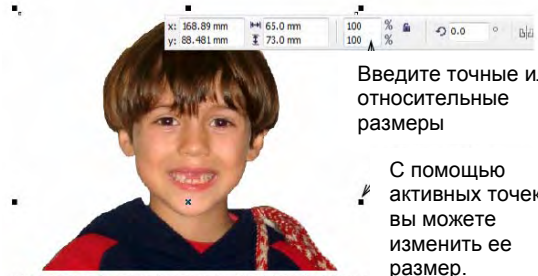 x: 168.89 mm 65.0 mm 100 % 0.0 °
y: 88.481 mm 73.0 mm 100 %
Введите точные ил
относительные
размеры
С помощью
активных точек
вы можете
изменить ее
размер.